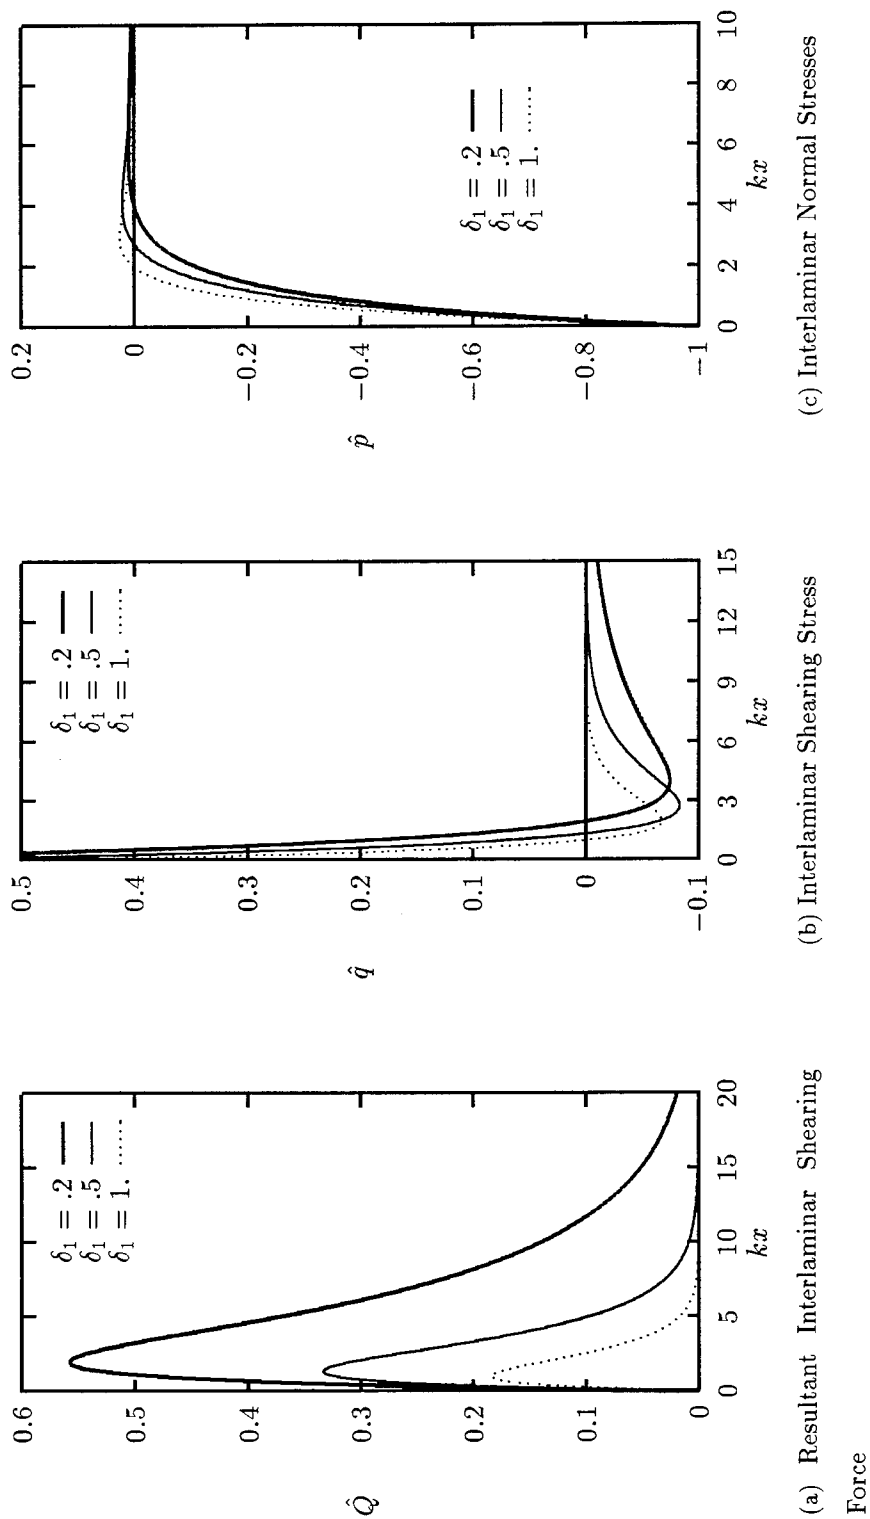 0.6
0.5
0.4
0.3
0.2
0.1
0
Q̂
δ₁ = .2
δ₁ = .5
δ₁ = 1.
0 5 10 15 20
kx
(a) Resultant Interlaminar Shearing
Force
0.5
0.4
0.3
0.2
0.1
0
−0.1
q̂
δ₁ = .2
δ₁ = .5
δ₁ = 1.
0 3 6 9 12 15
kx
(b) Interlaminar Shearing Stress
0.2
0
−0.2
−0.4
−0.6
−0.8
−1
p̂
δ₁ = .2
δ₁ = .5
δ₁ = 1.
0 2 4 6 8 10
kx
(c) Interlaminar Normal Stresses